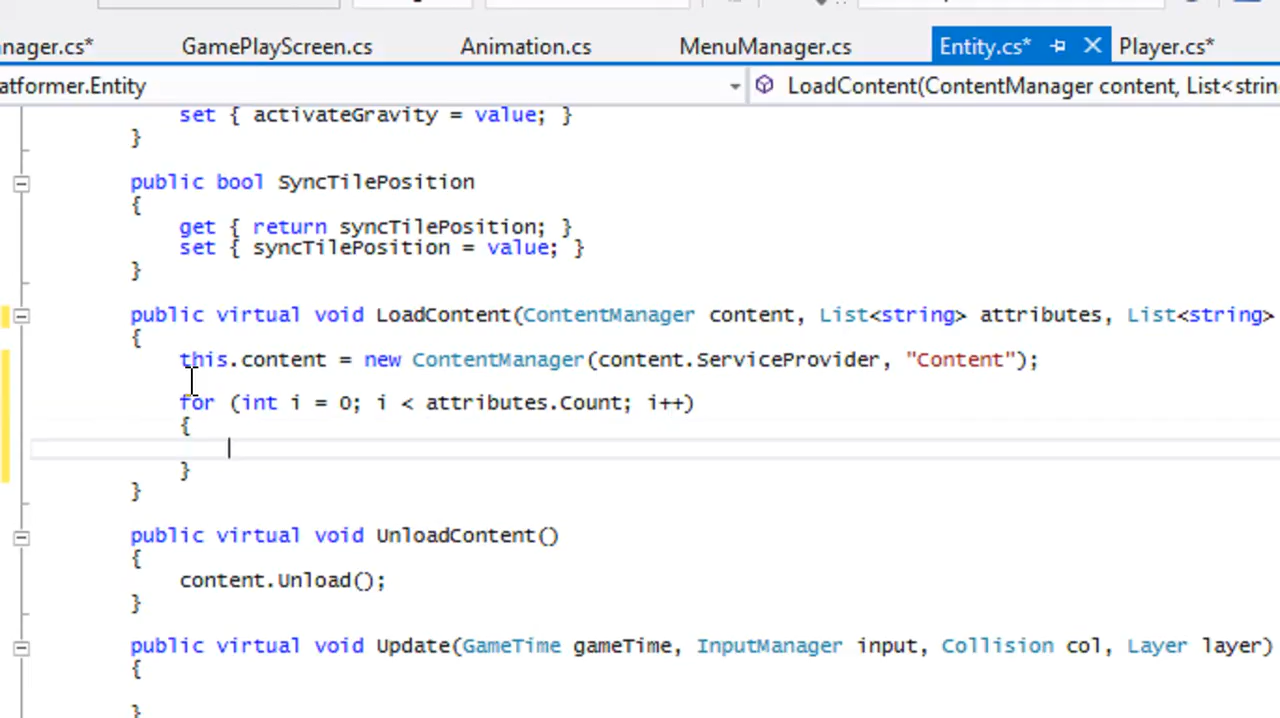 nager.cs* GamePlayScreen.cs Animation.cs MenuManager.cs Entity.cs* Player.cs*
atformer.Entity LoadContent(ContentManager content, List<strin
set { activateGravity = value; }
}
public bool SyncTilePosition
{
get { return syncTilePosition; }
set { syncTilePosition = value; }
}
public virtual void LoadContent(ContentManager content, List<string> attributes, List<string>
{
this.content = new ContentManager(content.ServiceProvider, "Content");
for (int i = 0; i < attributes.Count; i++)
{
}
}
public virtual void UnloadContent()
{
content.Unload();
}
public virtual void Update(GameTime gameTime, InputManager input, Collision col, Layer layer)
{
}